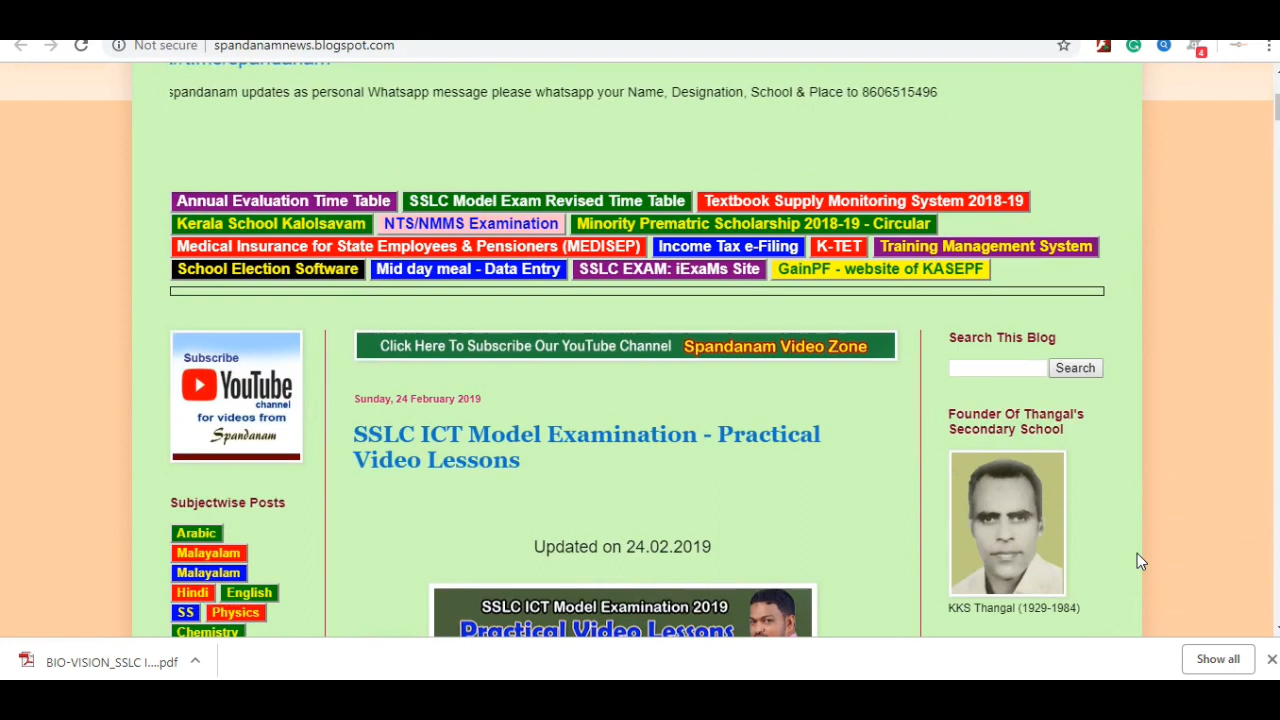 Not secure spandanamnews.blogspot.com
4
spandanam updates as personal Whatsapp message please whatsapp your Name, Designation, School & Place to 8606515496
Annual Evaluation Time Table SSLC Model Exam Revised Time Table Textbook Supply Monitoring System 2018-19
Kerala School Kalolsavam NTS/NMMS Examination Minority Prematric Scholarship 2018-19 - Circular
Medical Insurance for State Employees & Pensioners (MEDISEP) Income Tax e-Filing K-TET Training Management System
School Election Software Mid day meal - Data Entry SSLC EXAM: iExaMs Site GainPF - website of KASEPF
Subscribe
YouTube
channel
for videos from
Spandanam
Subjectwise Posts
Arabic
Malayalam
Malayalam
Hindi English
SS Physics
Chemistry
Click Here To Subscribe Our YouTube Channel Spandanam Video Zone
Sunday, 24 February 2019
SSLC ICT Model Examination - Practical
Video Lessons
Updated on 24.02.2019
SSLC ICT Model Examination 2019
Practical Video Lessons
Search This Blog
Search
Founder Of Thangal's
Secondary School
KKS Thangal (1929-1984)
BIO-VISION_SSLC I....pdf
Show all